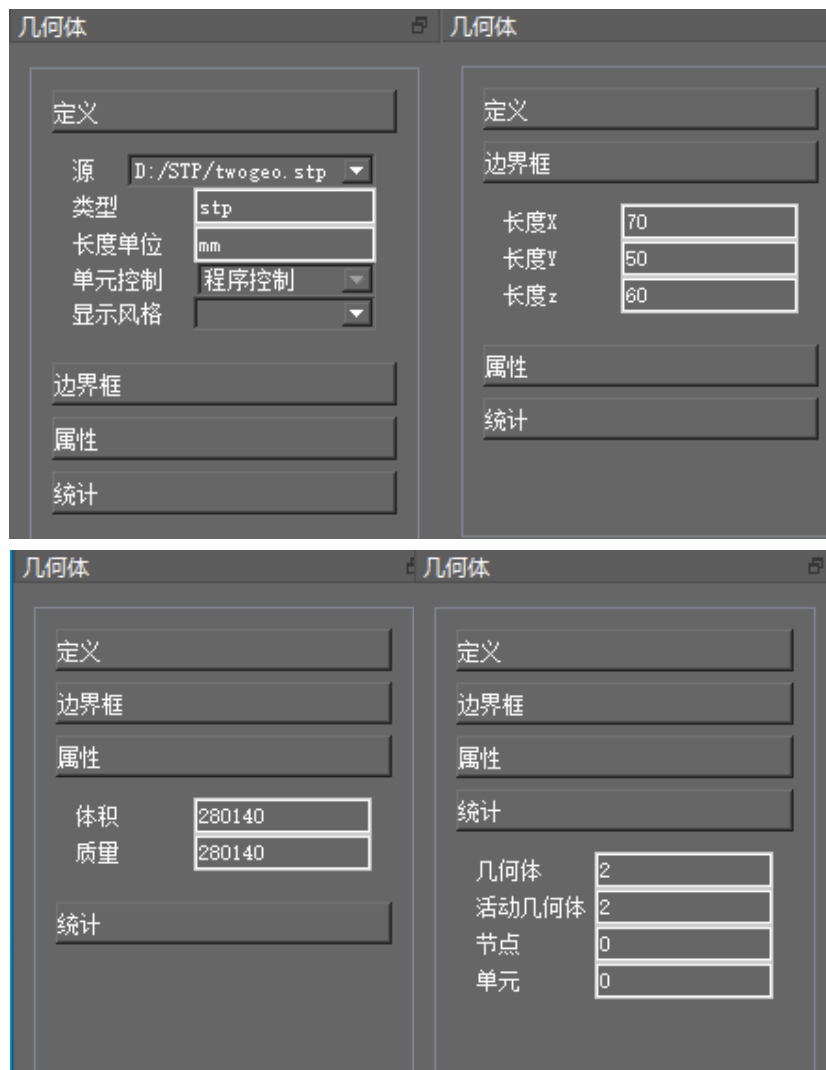 几何体
定义
源 D:/STP/twogeo.stp
类型 stp
长度单位 mm
单元控制 程序控制
显示风格
边界框
属性
统计
几何体
定义
边界框
长度X 70
长度Y 50
长度z 60
属性
统计
几何体
定义
边界框
属性
体积 280140
质量 280140
统计
几何体
定义
边界框
属性
统计
几何体 2
活动几何体 2
节点 0
单元 0